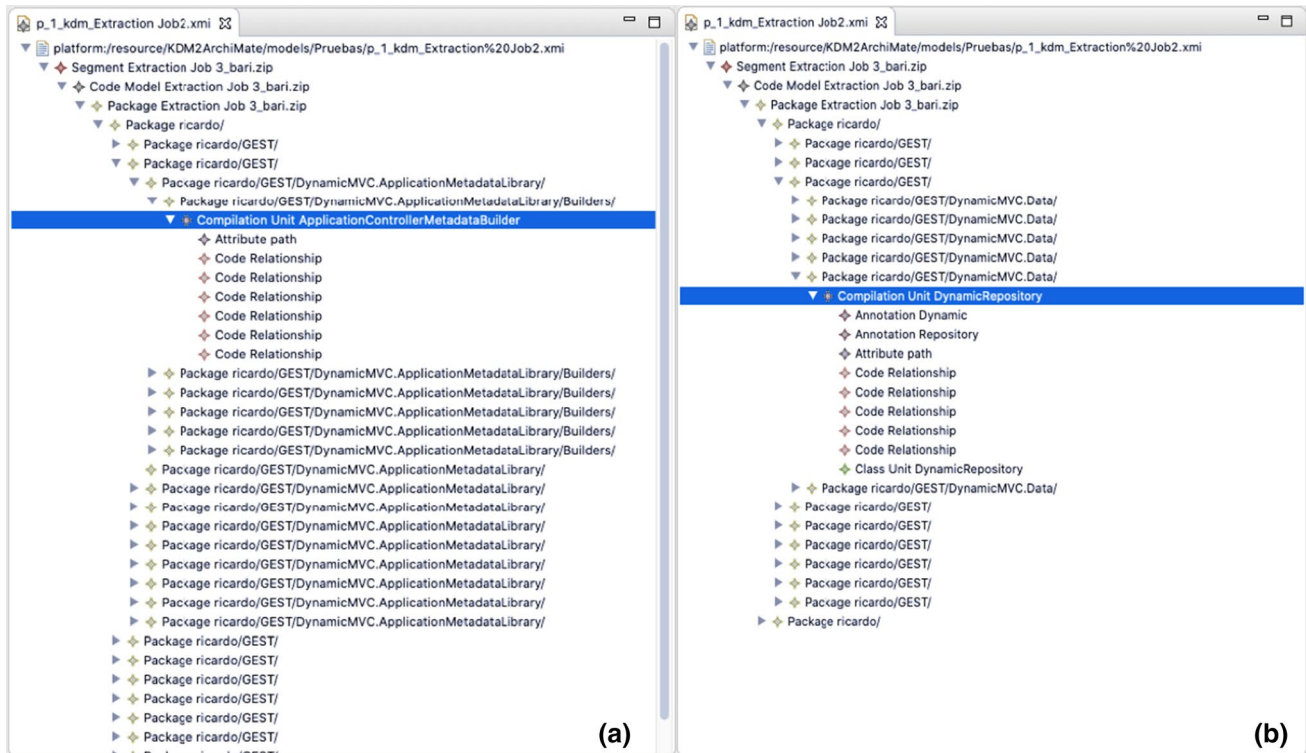 p_1_kdm_Extraction Job2.xmi
platform:/resource/KDM2ArchiMate/models/Pruebas/p_1_kdm_Extraction%20Job2.xmi
Segment Extraction Job 3_bari.zip
Code Model Extraction Job 3_bari.zip
Package Extraction Job 3_bari.zip
Package ricardo/
Package ricardo/GEST/
Package ricardo/GEST/
Package ricardo/GEST/DynamicMVC.ApplicationMetadataLibrary/
Package ricardo/GEST/DynamicMVC.ApplicationMetadataLibrary/Builders/
Compilation Unit ApplicationControllerMetadataBuilder
Attribute path
Code Relationship
Code Relationship
Code Relationship
Code Relationship
Code Relationship
Code Relationship
Package ricardo/GEST/DynamicMVC.ApplicationMetadataLibrary/Builders/
Package ricardo/GEST/DynamicMVC.ApplicationMetadataLibrary/Builders/
Package ricardo/GEST/DynamicMVC.ApplicationMetadataLibrary/Builders/
Package ricardo/GEST/DynamicMVC.ApplicationMetadataLibrary/Builders/
Package ricardo/GEST/DynamicMVC.ApplicationMetadataLibrary/Builders/
Package ricardo/GEST/DynamicMVC.ApplicationMetadataLibrary/
Package ricardo/GEST/DynamicMVC.ApplicationMetadataLibrary/
Package ricardo/GEST/DynamicMVC.ApplicationMetadataLibrary/
Package ricardo/GEST/DynamicMVC.ApplicationMetadataLibrary/
Package ricardo/GEST/DynamicMVC.ApplicationMetadataLibrary/
Package ricardo/GEST/DynamicMVC.ApplicationMetadataLibrary/
Package ricardo/GEST/DynamicMVC.ApplicationMetadataLibrary/
Package ricardo/GEST/DynamicMVC.ApplicationMetadataLibrary/
Package ricardo/GEST/DynamicMVC.ApplicationMetadataLibrary/
Package ricardo/GEST/
Package ricardo/GEST/
Package ricardo/GEST/
Package ricardo/GEST/
Package ricardo/GEST/
Package ricardo/GEST/
(a)
p_1_kdm_Extraction Job2.xmi
platform:/resource/KDM2ArchiMate/models/Pruebas/p_1_kdm_Extraction%20Job2.xmi
Segment Extraction Job 3_bari.zip
Code Model Extraction Job 3_bari.zip
Package Extraction Job 3_bari.zip
Package ricardo/
Package ricardo/GEST/
Package ricardo/GEST/
Package ricardo/GEST/
Package ricardo/GEST/DynamicMVC.Data/
Package ricardo/GEST/DynamicMVC.Data/
Package ricardo/GEST/DynamicMVC.Data/
Package ricardo/GEST/DynamicMVC.Data/
Package ricardo/GEST/DynamicMVC.Data/
Compilation Unit DynamicRepository
Annotation Dynamic
Annotation Repository
Attribute path
Code Relationship
Code Relationship
Code Relationship
Code Relationship
Code Relationship
Class Unit DynamicRepository
Package ricardo/GEST/DynamicMVC.Data/
Package ricardo/GEST/
Package ricardo/GEST/
Package ricardo/GEST/
Package ricardo/GEST/
Package ricardo/GEST/
Package ricardo/GEST/
Package ricardo/
(b)